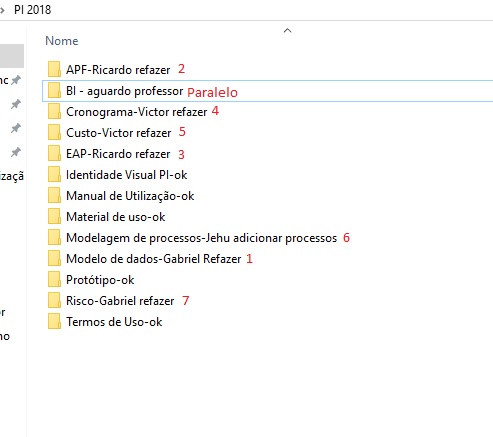 > PI 2018
Nome
APF-Ricardo refazer 2
BI - aguardo professor Paralelo
nc
Cronograma-Victor refazer 4
Custo-Victor refazer 5
EAP-Ricardo refazer 3
Identidade Visual PI-ok
izaçã
Manual de Utilização-ok
Material de uso-ok
Modelagem de processos-Jehu adicionar processos 6
Modelo de dados-Gabriel Refazer 1
Protótipo-ok
Risco-Gabriel refazer 7
or
Termos de Uso-ok
no